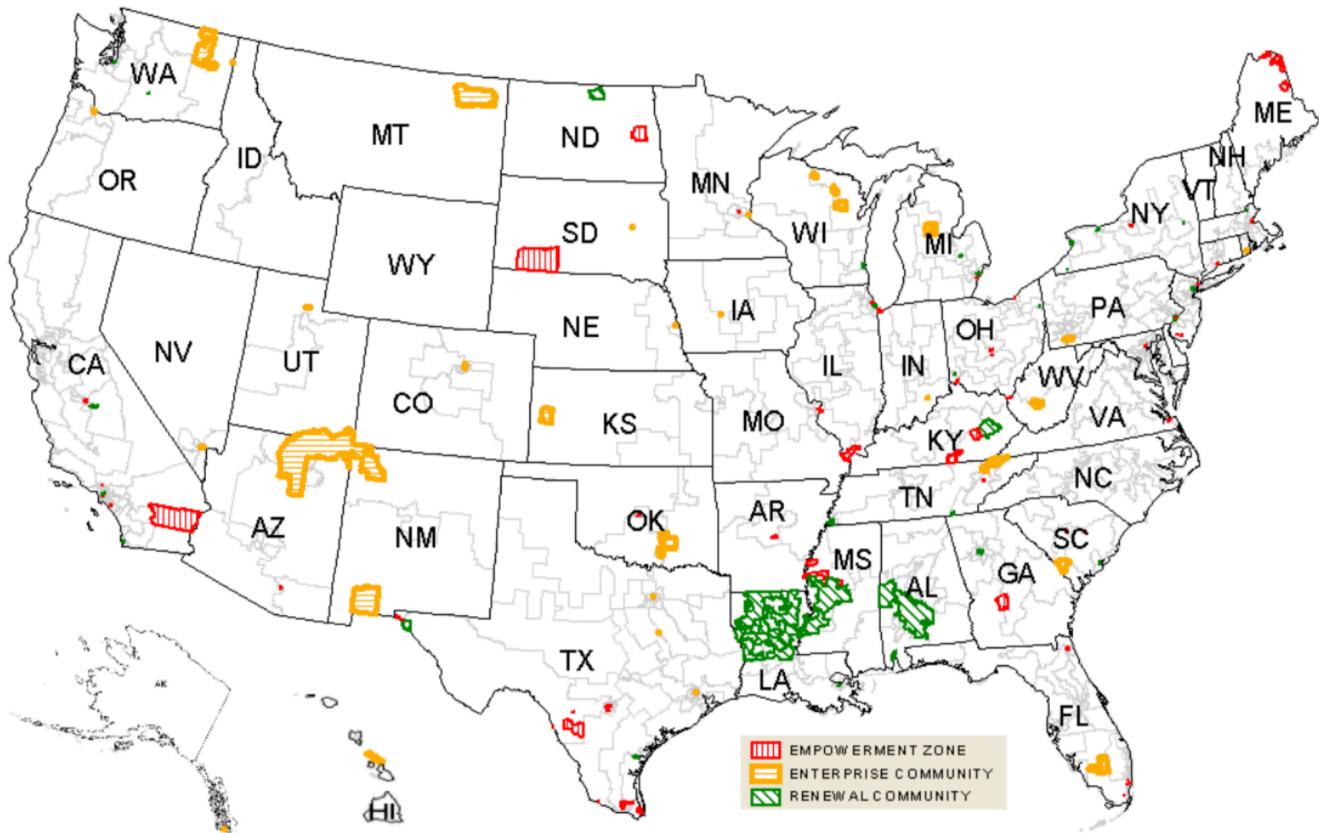 WA
MT
ND
ME
OR
ID
MN
NH
VT
NY
SD
WI
MI
WY
IA
PA
NE
OH
NV
UT
CA
IL
IN
WV
CO
KS
MO
VA
KY
NC
TN
AZ
NM
OK
AR
SC
MS
AL
GA
TX
LA
AK
FL
HI
EMPOWERMENT ZONE
ENTERPRISE COMMUNITY
RENEWAL COMMUNITY